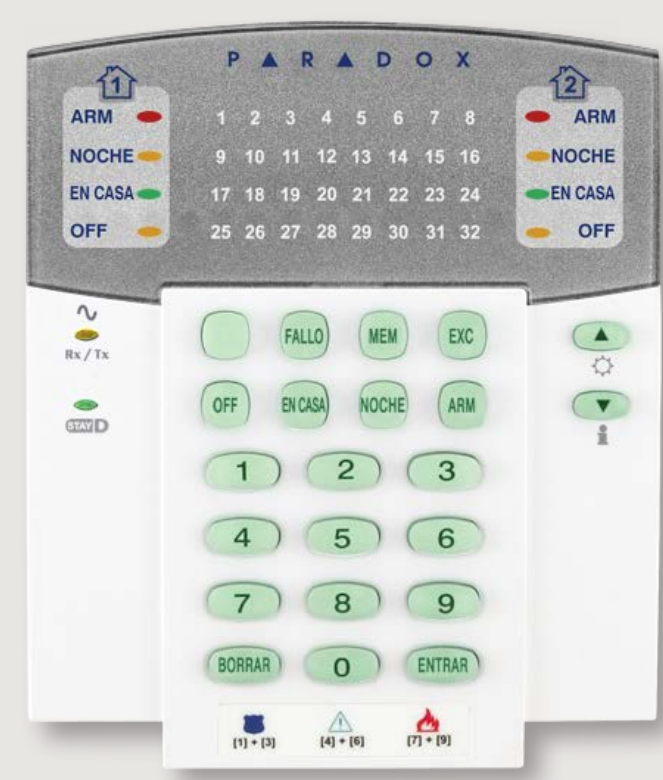 PARADOX
1
2
ARM
1 2 3 4 5 6 7 8
ARM
NOCHE
9 10 11 12 13 14 15 16
NOCHE
EN CASA
17 18 19 20 21 22 23 24
EN CASA
OFF
25 26 27 28 29 30 31 32
OFF
Rx / Tx
STAY D
FALLO MEM EXC
OFF EN CASA NOCHE ARM
1 2 3
4 5 6
7 8 9
BORRAR 0 ENTRAR
i
[1] + [3] [4] + [6] [7] + [9]